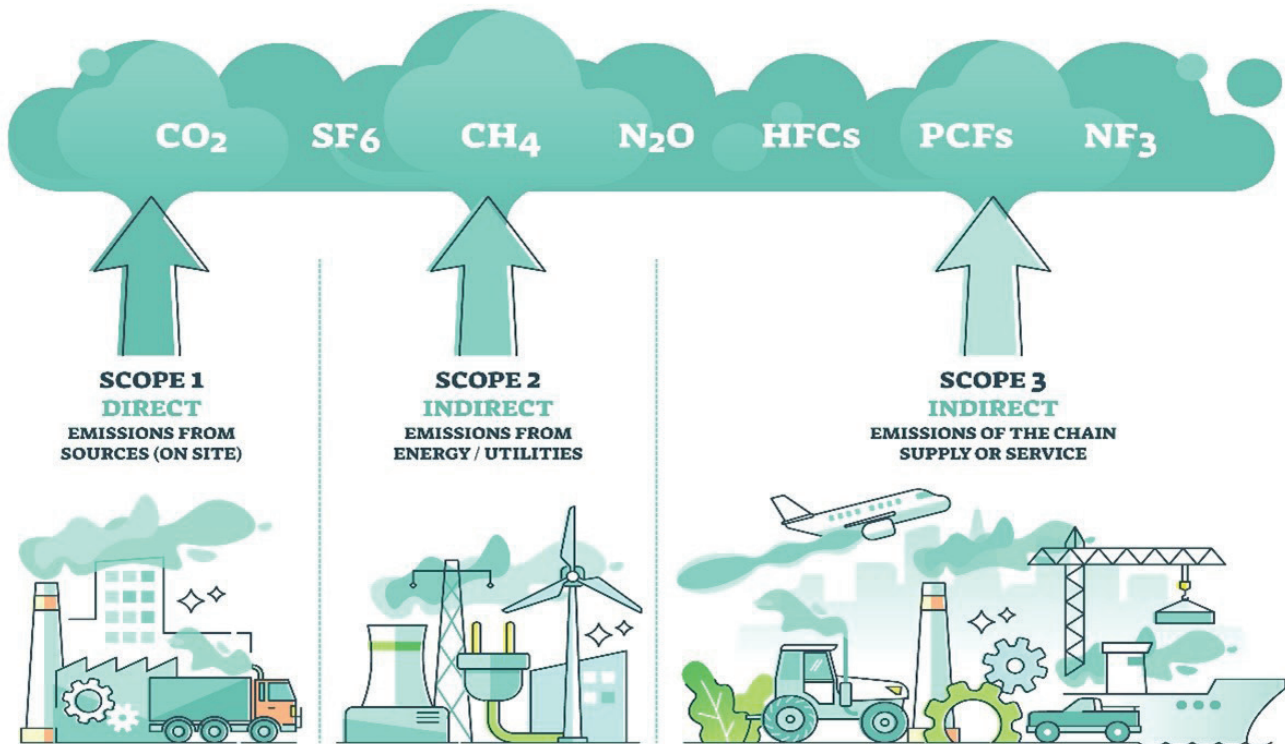 CO₂ SF₆ CH₄ N₂O HFCs PCFs NF₃
SCOPE 1
DIRECT
EMISSIONS FROM
SOURCES (ON SITE)
SCOPE 2
INDIRECT
EMISSIONS FROM
ENERGY / UTILITIES
SCOPE 3
INDIRECT
EMISSIONS OF THE CHAIN
SUPPLY OR SERVICE